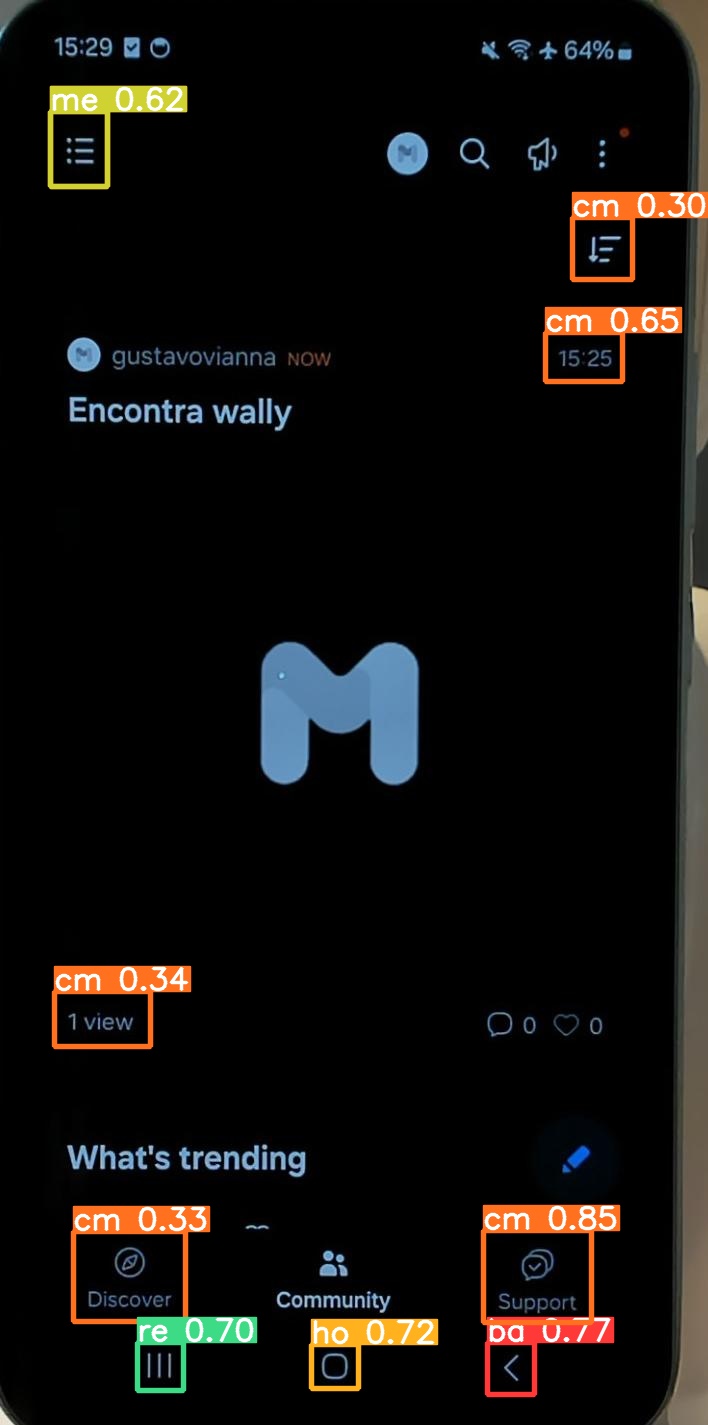 15:29 64%
me 0.62
cm 0.30
cm 0.65
gustavovianna NOW 15:25
Encontra wally
M
cm 0.34
1 view 0 0
What's trending
cm 0.33 cm 0.85
Discover Community Support
re 0.70 ho 0.72 ba 0.77